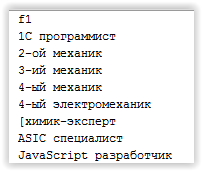 f1
1С программист
2-ой механик
3-ий механик
4-ый механик
4-ый электромеханик
[химик-эксперт
ASIC специалист
JavaScript разработчик